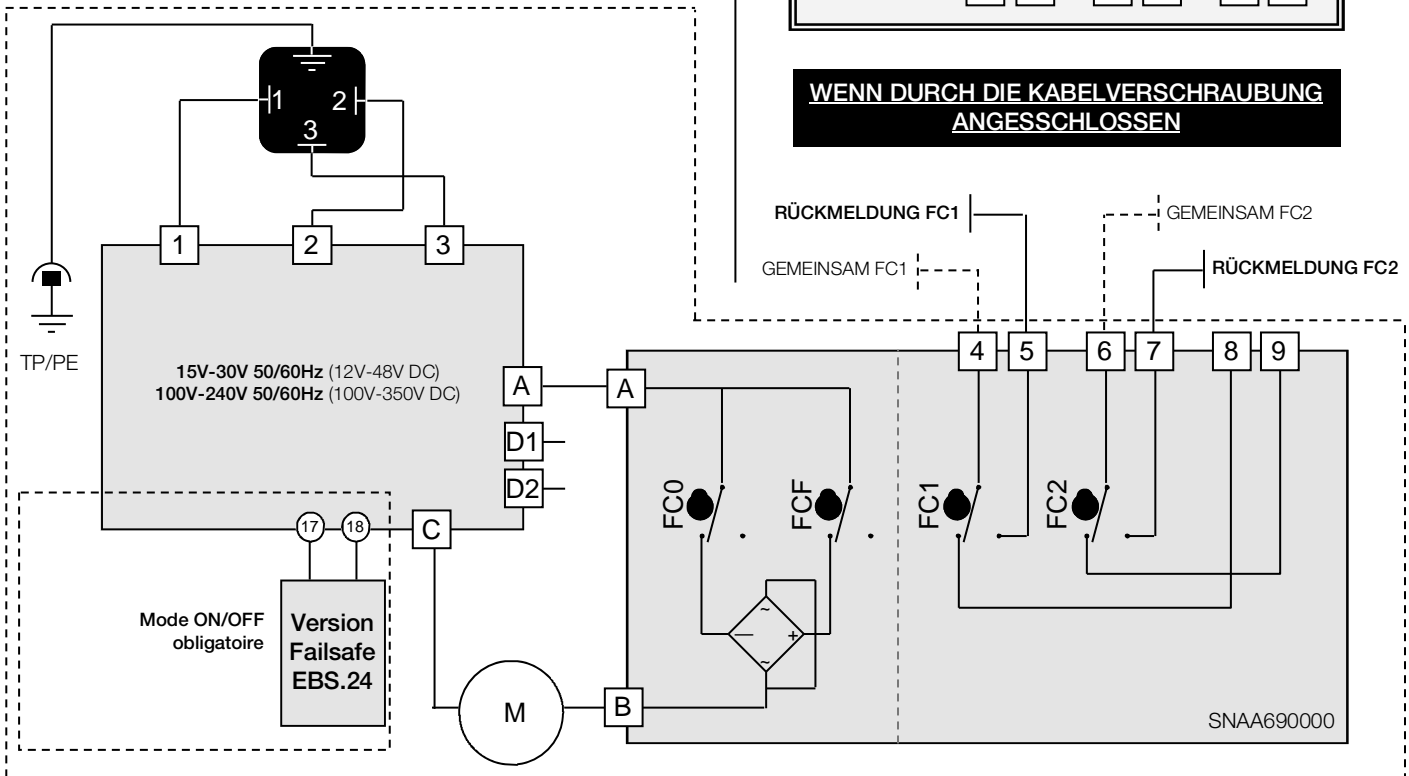 WENN DURCH DIE KABELVERSCHRAUBUNG
ANGESSCHLOSSEN
1
2
3
RÜCKMELDUNG FC1
GEMEINSAM FC2
GEMEINSAM FC1
RÜCKMELDUNG FC2
1
2
3
TP/PE
4
5
6
7
8
9
15V-30V 50/60Hz (12V-48V DC)
100V-240V 50/60Hz (100V-350V DC)
A
A
D1
D2
FC0
FCF
FC1
FC2
17
18
C
Mode ON/OFF
obligatoire
Version
Failsafe
EBS.24
~
—
+
~
M
B
SNAA690000